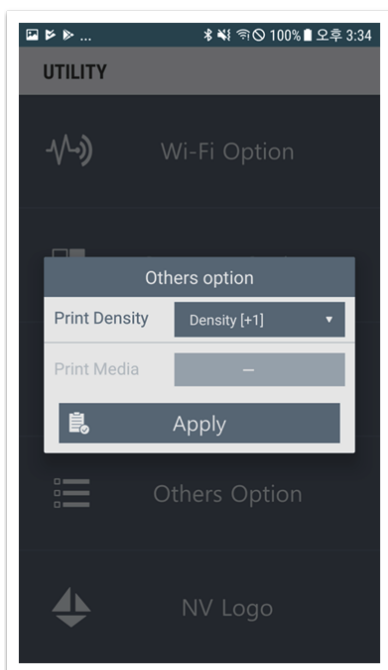 ... 100% 오후 3:34
UTILITY
Wi-Fi Option
Others option
Print Density Density [+1]
Print Media –
Apply
Others Option
NV Logo